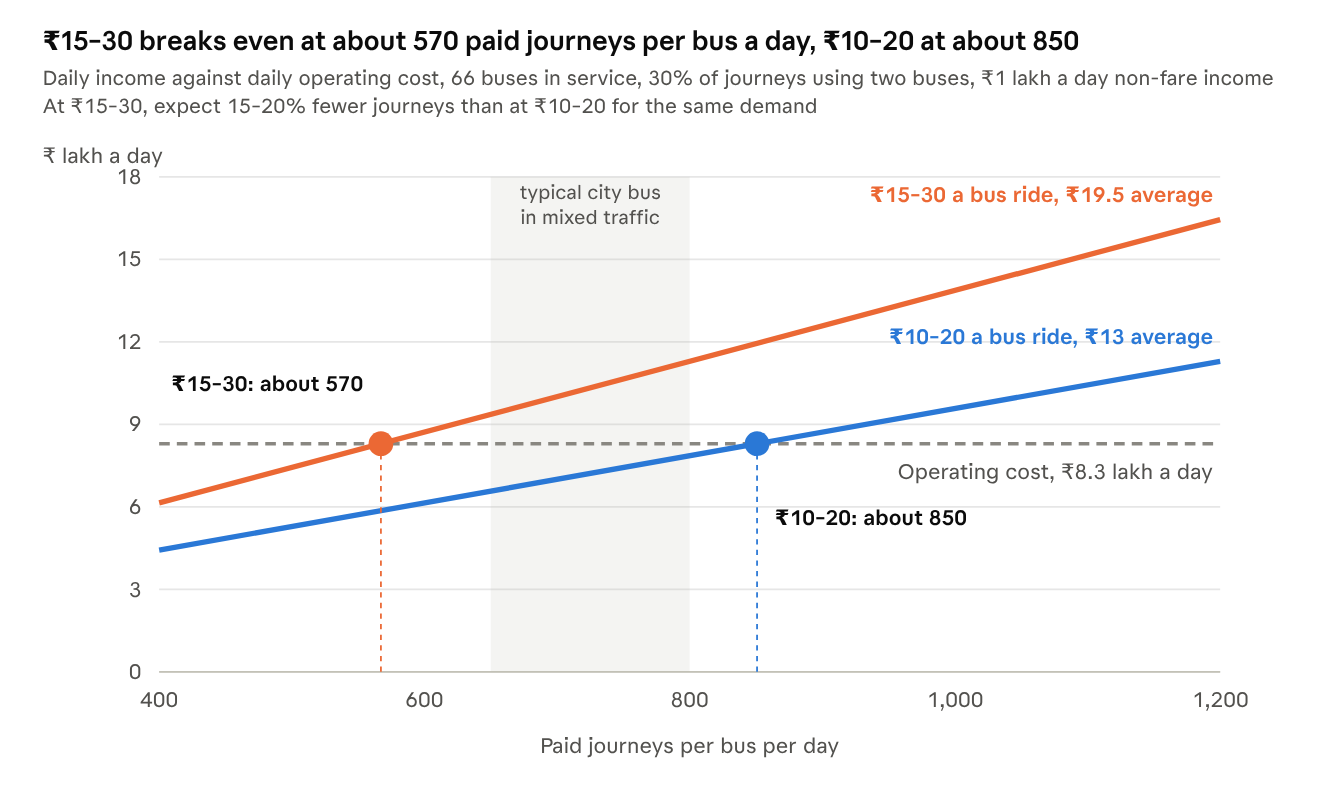 ₹15–30 breaks even at about 570 paid journeys per bus a day, ₹10–20 at about 850
Daily income against daily operating cost, 66 buses in service, 30% of journeys using two buses, ₹1 lakh a day non-fare income
At ₹15–30, expect 15–20% fewer journeys than at ₹10–20 for the same demand
₹ lakh a day
18
typical city bus
in mixed traffic
₹15–30 a bus ride, ₹19.5 average
15
12
₹10–20 a bus ride, ₹13 average
₹15–30: about 570
9
Operating cost, ₹8.3 lakh a day
6
₹10–20: about 850
3
0
400
600
800
1,000
1,200
Paid journeys per bus per day